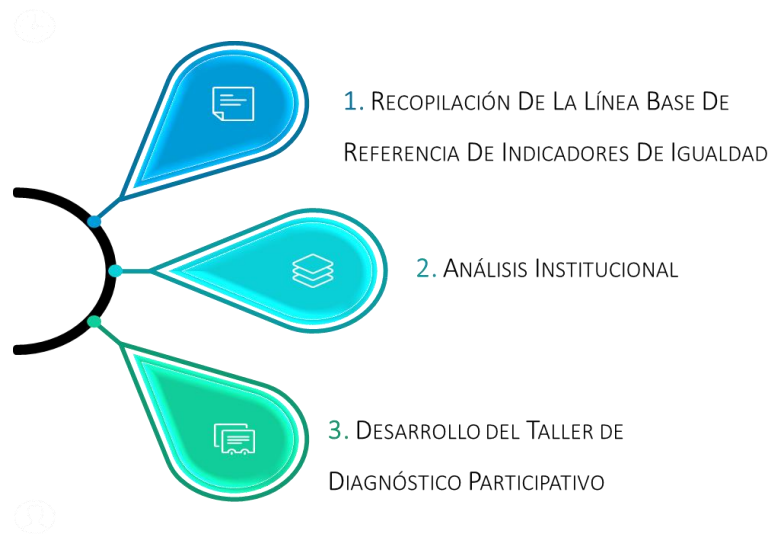 1. Recopilación De La Línea Base De
Referencia De Indicadores De Igualdad
2. Análisis Institucional
3. Desarrollo del Taller de
Diagnóstico Participativo